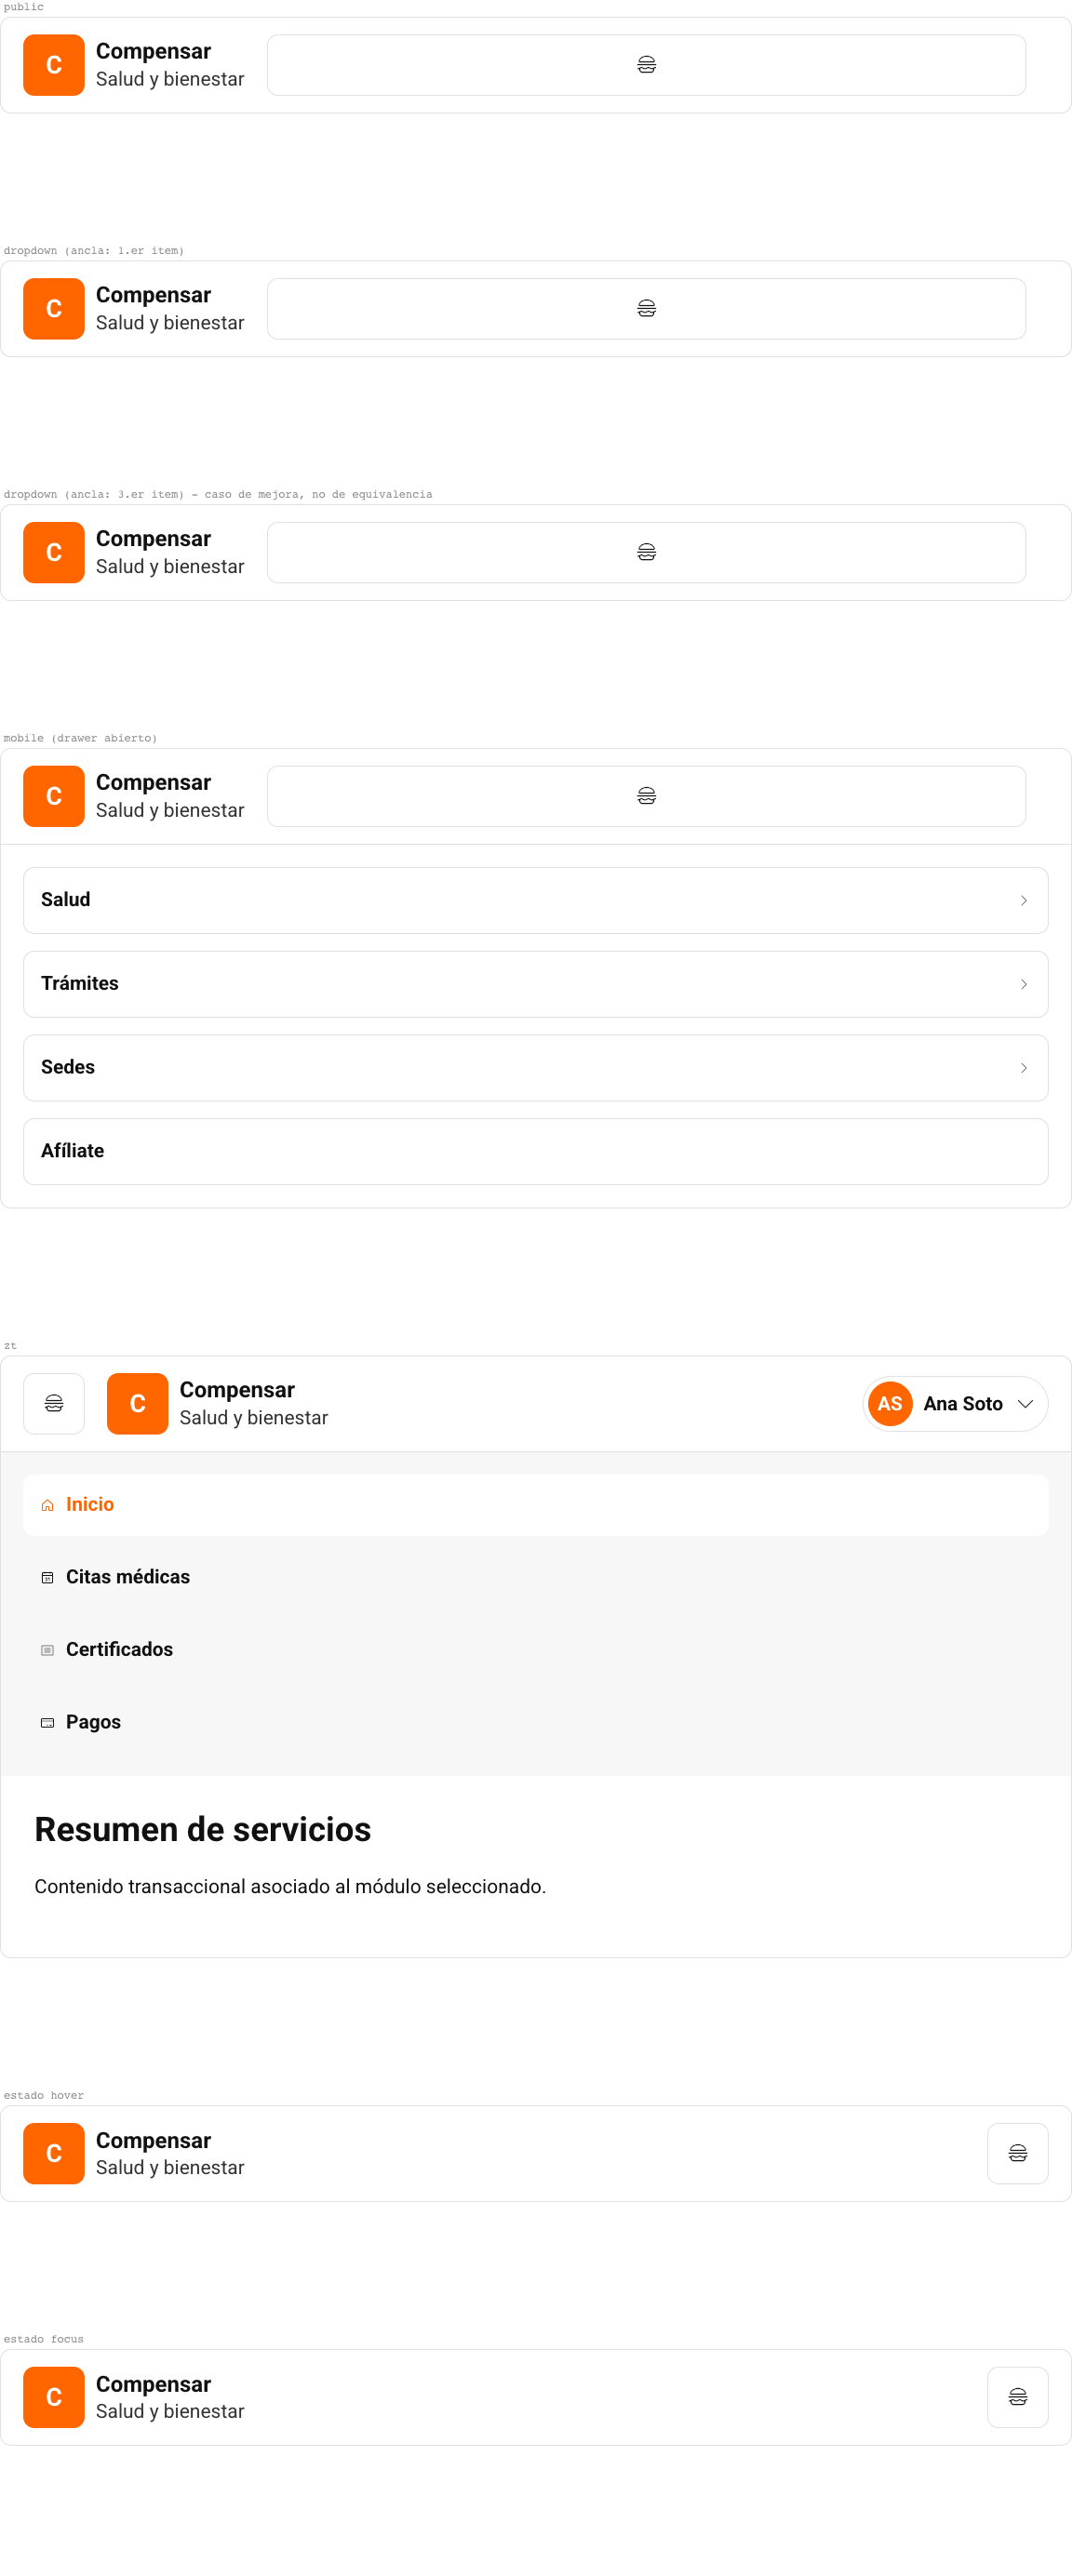 public
C
Compensar
Salud y bienestar
dropdown (ancla: 1.er item)
C
Compensar
Salud y bienestar
dropdown (ancla: 3.er item) - caso de mejora, no de equivalencia
C
Compensar
Salud y bienestar
mobile (drawer abierto)
C
Compensar
Salud y bienestar
Salud
Trámites
Sedes
Afíliate
zt
C
Compensar
Salud y bienestar
AS Ana Soto
Inicio
Citas médicas
Certificados
Pagos
Resumen de servicios
Contenido transaccional asociado al módulo seleccionado.
estado hover
C
Compensar
Salud y bienestar
estado focus
C
Compensar
Salud y bienestar